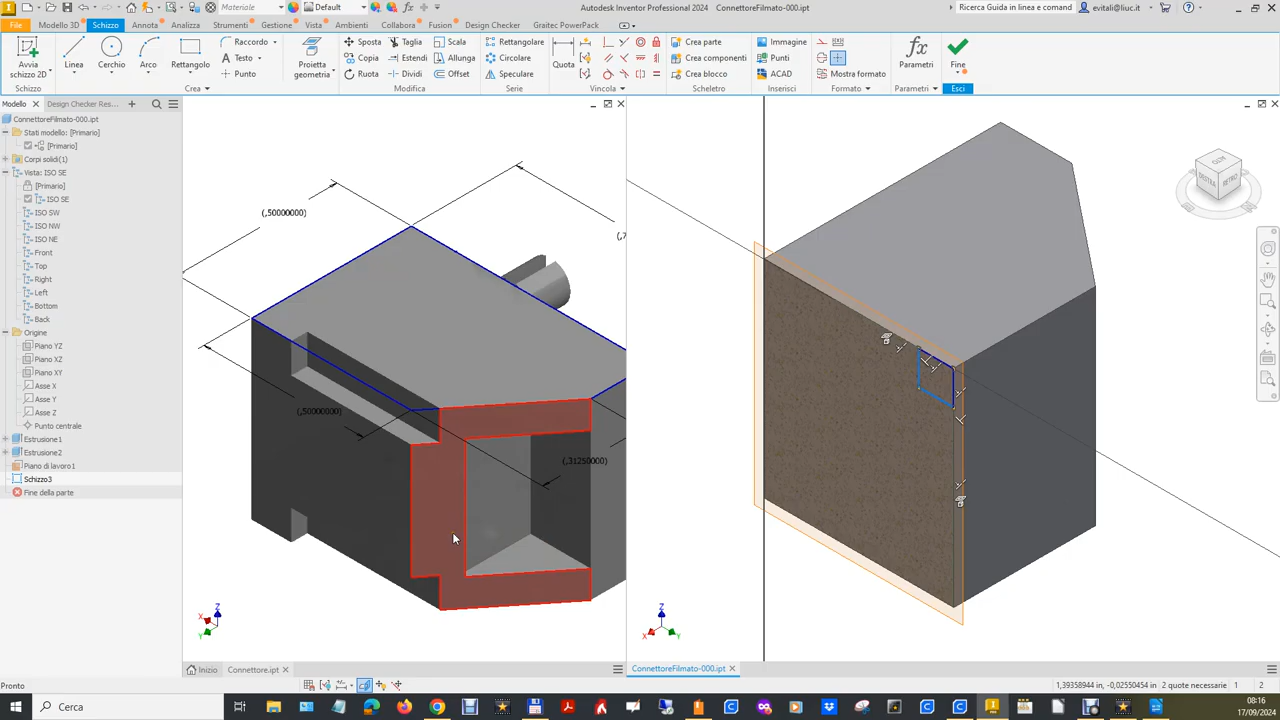 Default
Autodesk Inventor Professional 2024 ConnettoreFilmato-000.ipt
Ricerca Guida in linea e comandi
evitali@liuc.it
File Modello 3D Schizzo Annota Analizza Strumenti Gestione Vista Ambienti Collabora Fusion Design Checker Graitec PowerPack
Avvia schizzo 2D
Linea
Cerchio
Arco
Rettangolo
Raccordo
Testo
Punto
Proietta geometria
Sposta
Copia
Ruota
Taglia
Estendi
Dividi
Scala
Allunga
Offset
Rettangolare
Circolare
Speculare
Quota
Crea parte
Crea componenti
Crea blocco
Immagine
Punti
ACAD
Mostra formato
Parametri
Fine
Schizzo Crea Modifica Serie Vincola Scheletro Inserisci Formato Parametri Esci
Modello Design Checker Res...
ConnettoreFilmato-000.ipt
Stati modello: [Primario]
[Primario]
Corpi solidi(1)
Vista: ISO SE
[Primario]
ISO SE
ISO SW
ISO NW
ISO NE
Front
Top
Right
Left
Bottom
Back
Origine
Piano YZ
Piano XZ
Piano XY
Asse X
Asse Y
Asse Z
Punto centrale
Estrusione1
Estrusione2
Piano di lavoro1
Schizzo3
Fine della parte
(,50000000)
(,7
(,50000000)
(,31250000)
X
Y
Z
X
Y
Z
DESTRA
RETRO
Inizio Connettore.ipt
ConnettoreFilmato-000.ipt
Pronto
1,39358944 in, -0,02550454 in 2 quote necessarie 1 2
Cerca
08:16
17/09/2024